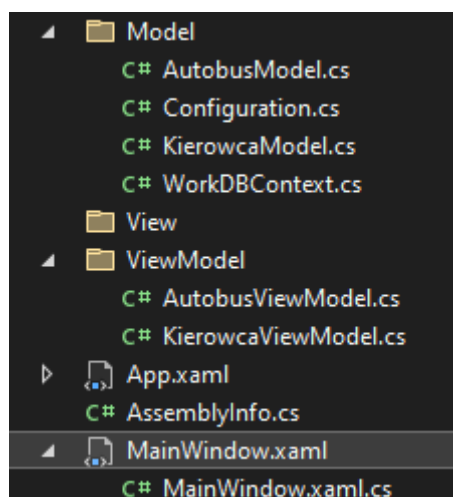 Model
C# AutobusModel.cs
C# Configuration.cs
C# KierowcaModel.cs
C# WorkDBContext.cs
View
ViewModel
C# AutobusViewModel.cs
C# KierowcaViewModel.cs
App.xaml
C# AssemblyInfo.cs
MainWindow.xaml
C# MainWindow.xaml.cs